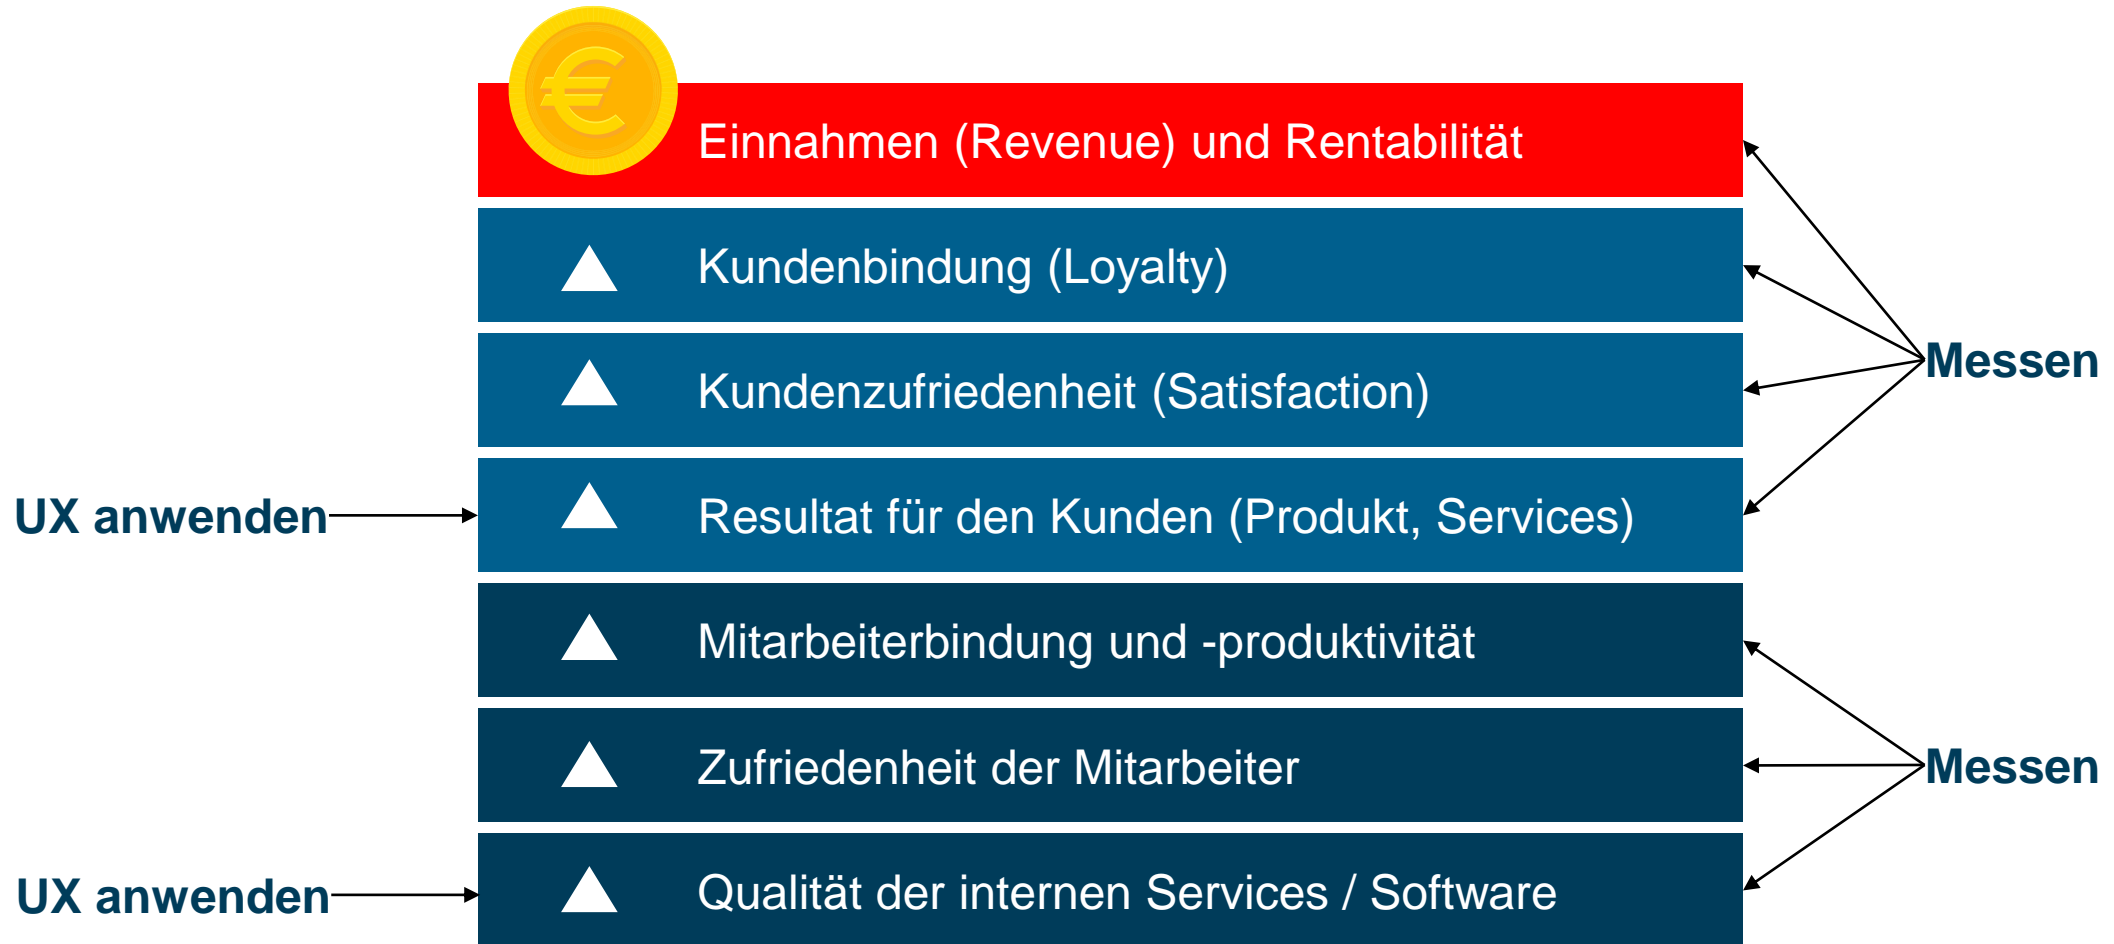 €
Einnahmen (Revenue) und Rentabilität
Kundenbindung (Loyalty)
Messen
Kundenzufriedenheit (Satisfaction)
UX anwenden
Resultat für den Kunden (Produkt, Services)
Mitarbeiterbindung und -produktivität
Zufriedenheit der Mitarbeiter
Messen
UX anwenden
Qualität der internen Services / Software